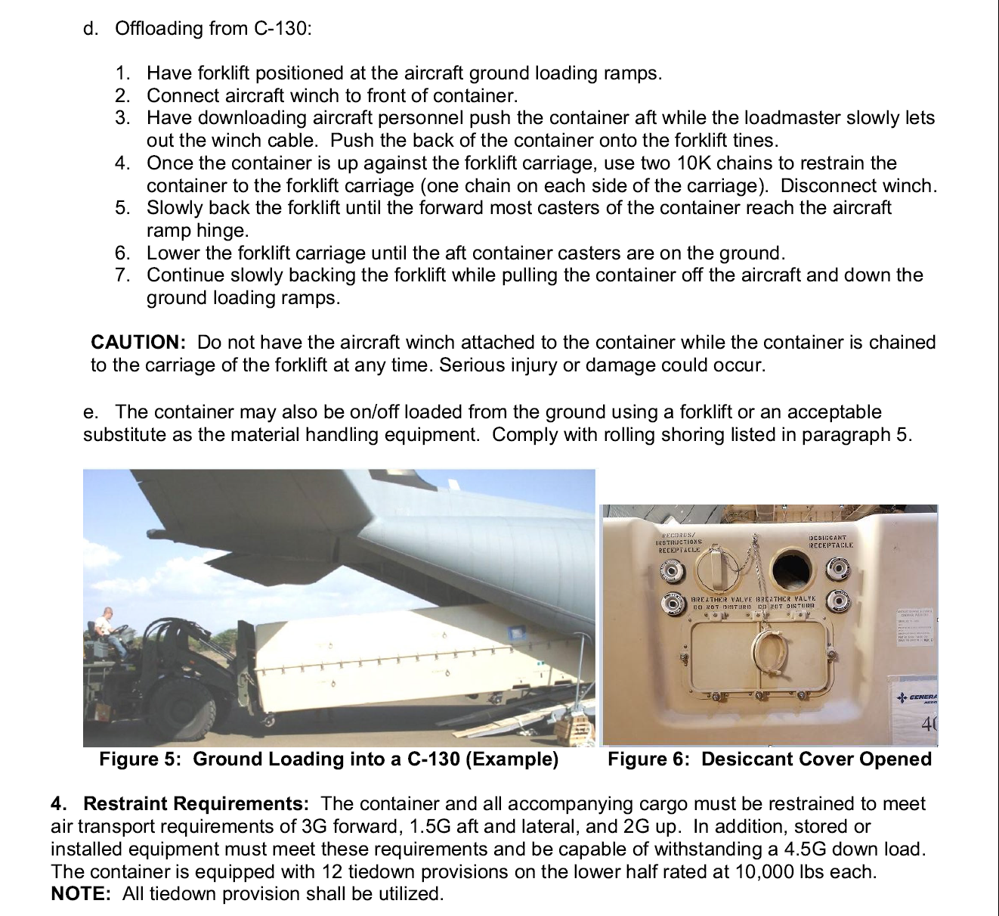 d. Offloading from C-130:
1. Have forklift positioned at the aircraft ground loading ramps.
2. Connect aircraft winch to front of container.
3. Have downloading aircraft personnel push the container aft while the loadmaster slowly lets
out the winch cable. Push the back of the container onto the forklift tines.
4. Once the container is up against the forklift carriage, use two 10K chains to restrain the
container to the forklift carriage (one chain on each side of the carriage). Disconnect winch.
5. Slowly back the forklift until the forward most casters of the container reach the aircraft
ramp hinge.
6. Lower the forklift carriage until the aft container casters are on the ground.
7. Continue slowly backing the forklift while pulling the container off the aircraft and down the
ground loading ramps.
CAUTION: Do not have the aircraft winch attached to the container while the container is chained
to the carriage of the forklift at any time. Serious injury or damage could occur.
e. The container may also be on/off loaded from the ground using a forklift or an acceptable
substitute as the material handling equipment. Comply with rolling shoring listed in paragraph 5.
RECORDS/
INSTRUCTIONS
RECEPTACLE
DESICCANT
RECEPTACLE
BREATHER VALVE BREATHER VALVE
DO NOT DISTURB DO NOT DISTURB
GENERA
40
Figure 5: Ground Loading into a C-130 (Example)
Figure 6: Desiccant Cover Opened
4. Restraint Requirements: The container and all accompanying cargo must be restrained to meet
air transport requirements of 3G forward, 1.5G aft and lateral, and 2G up. In addition, stored or
installed equipment must meet these requirements and be capable of withstanding a 4.5G down load.
The container is equipped with 12 tiedown provisions on the lower half rated at 10,000 lbs each.
NOTE: All tiedown provision shall be utilized.